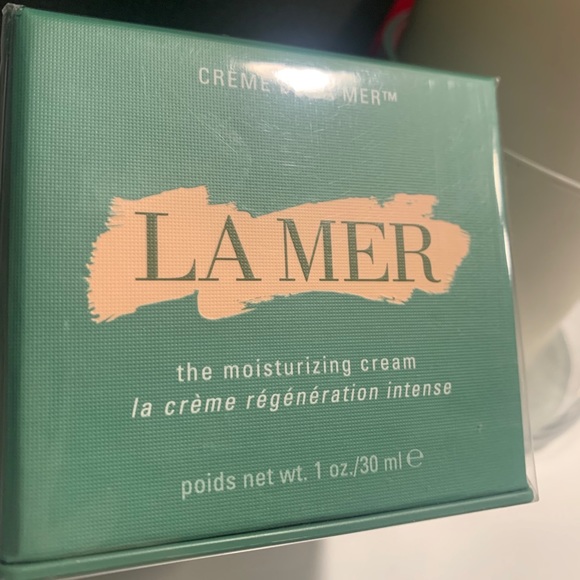 CRÈME MER™
LA MER
the moisturizing cream
la crème régénération intense
poids net wt. 1 oz./30 ml ℮